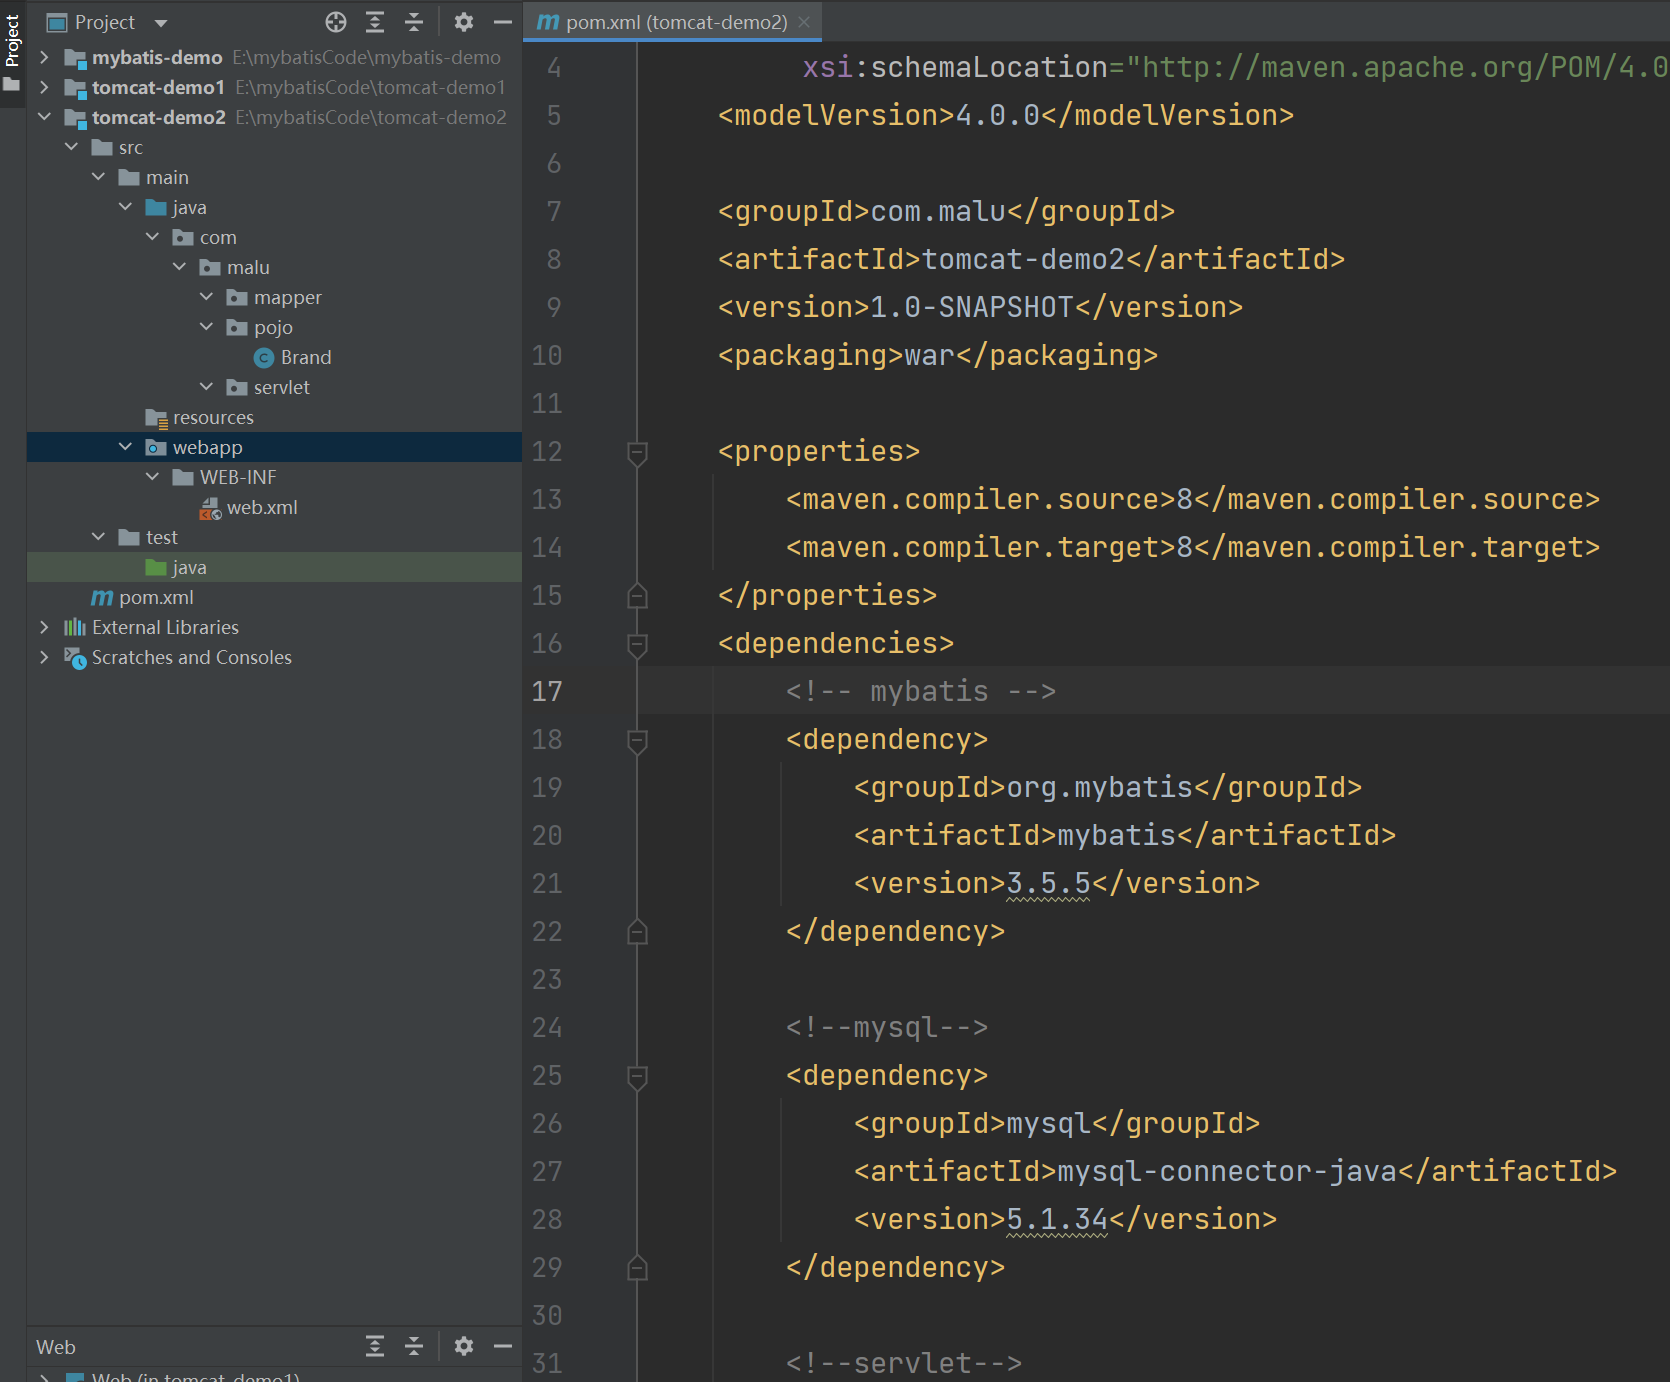 Project
Project
mybatis-demo E:\mybatisCode\mybatis-demo
tomcat-demo1 E:\mybatisCode\tomcat-demo1
tomcat-demo2 E:\mybatisCode\tomcat-demo2
src
main
java
com
malu
mapper
pojo
Brand
servlet
resources
webapp
WEB-INF
web.xml
test
java
pom.xml
External Libraries
Scratches and Consoles
Web
Web (in tomcat-demo1)
pom.xml (tomcat-demo2)
4 xsi:schemaLocation="http://maven.apache.org/POM/4.0
5 <modelVersion>4.0.0</modelVersion>
6
7 <groupId>com.malu</groupId>
8 <artifactId>tomcat-demo2</artifactId>
9 <version>1.0-SNAPSHOT</version>
10 <packaging>war</packaging>
11
12 <properties>
13 <maven.compiler.source>8</maven.compiler.source>
14 <maven.compiler.target>8</maven.compiler.target>
15 </properties>
16 <dependencies>
17 <!-- mybatis -->
18 <dependency>
19 <groupId>org.mybatis</groupId>
20 <artifactId>mybatis</artifactId>
21 <version>3.5.5</version>
22 </dependency>
23
24 <!--mysql-->
25 <dependency>
26 <groupId>mysql</groupId>
27 <artifactId>mysql-connector-java</artifactId>
28 <version>5.1.34</version>
29 </dependency>
30
31 <!--servlet-->